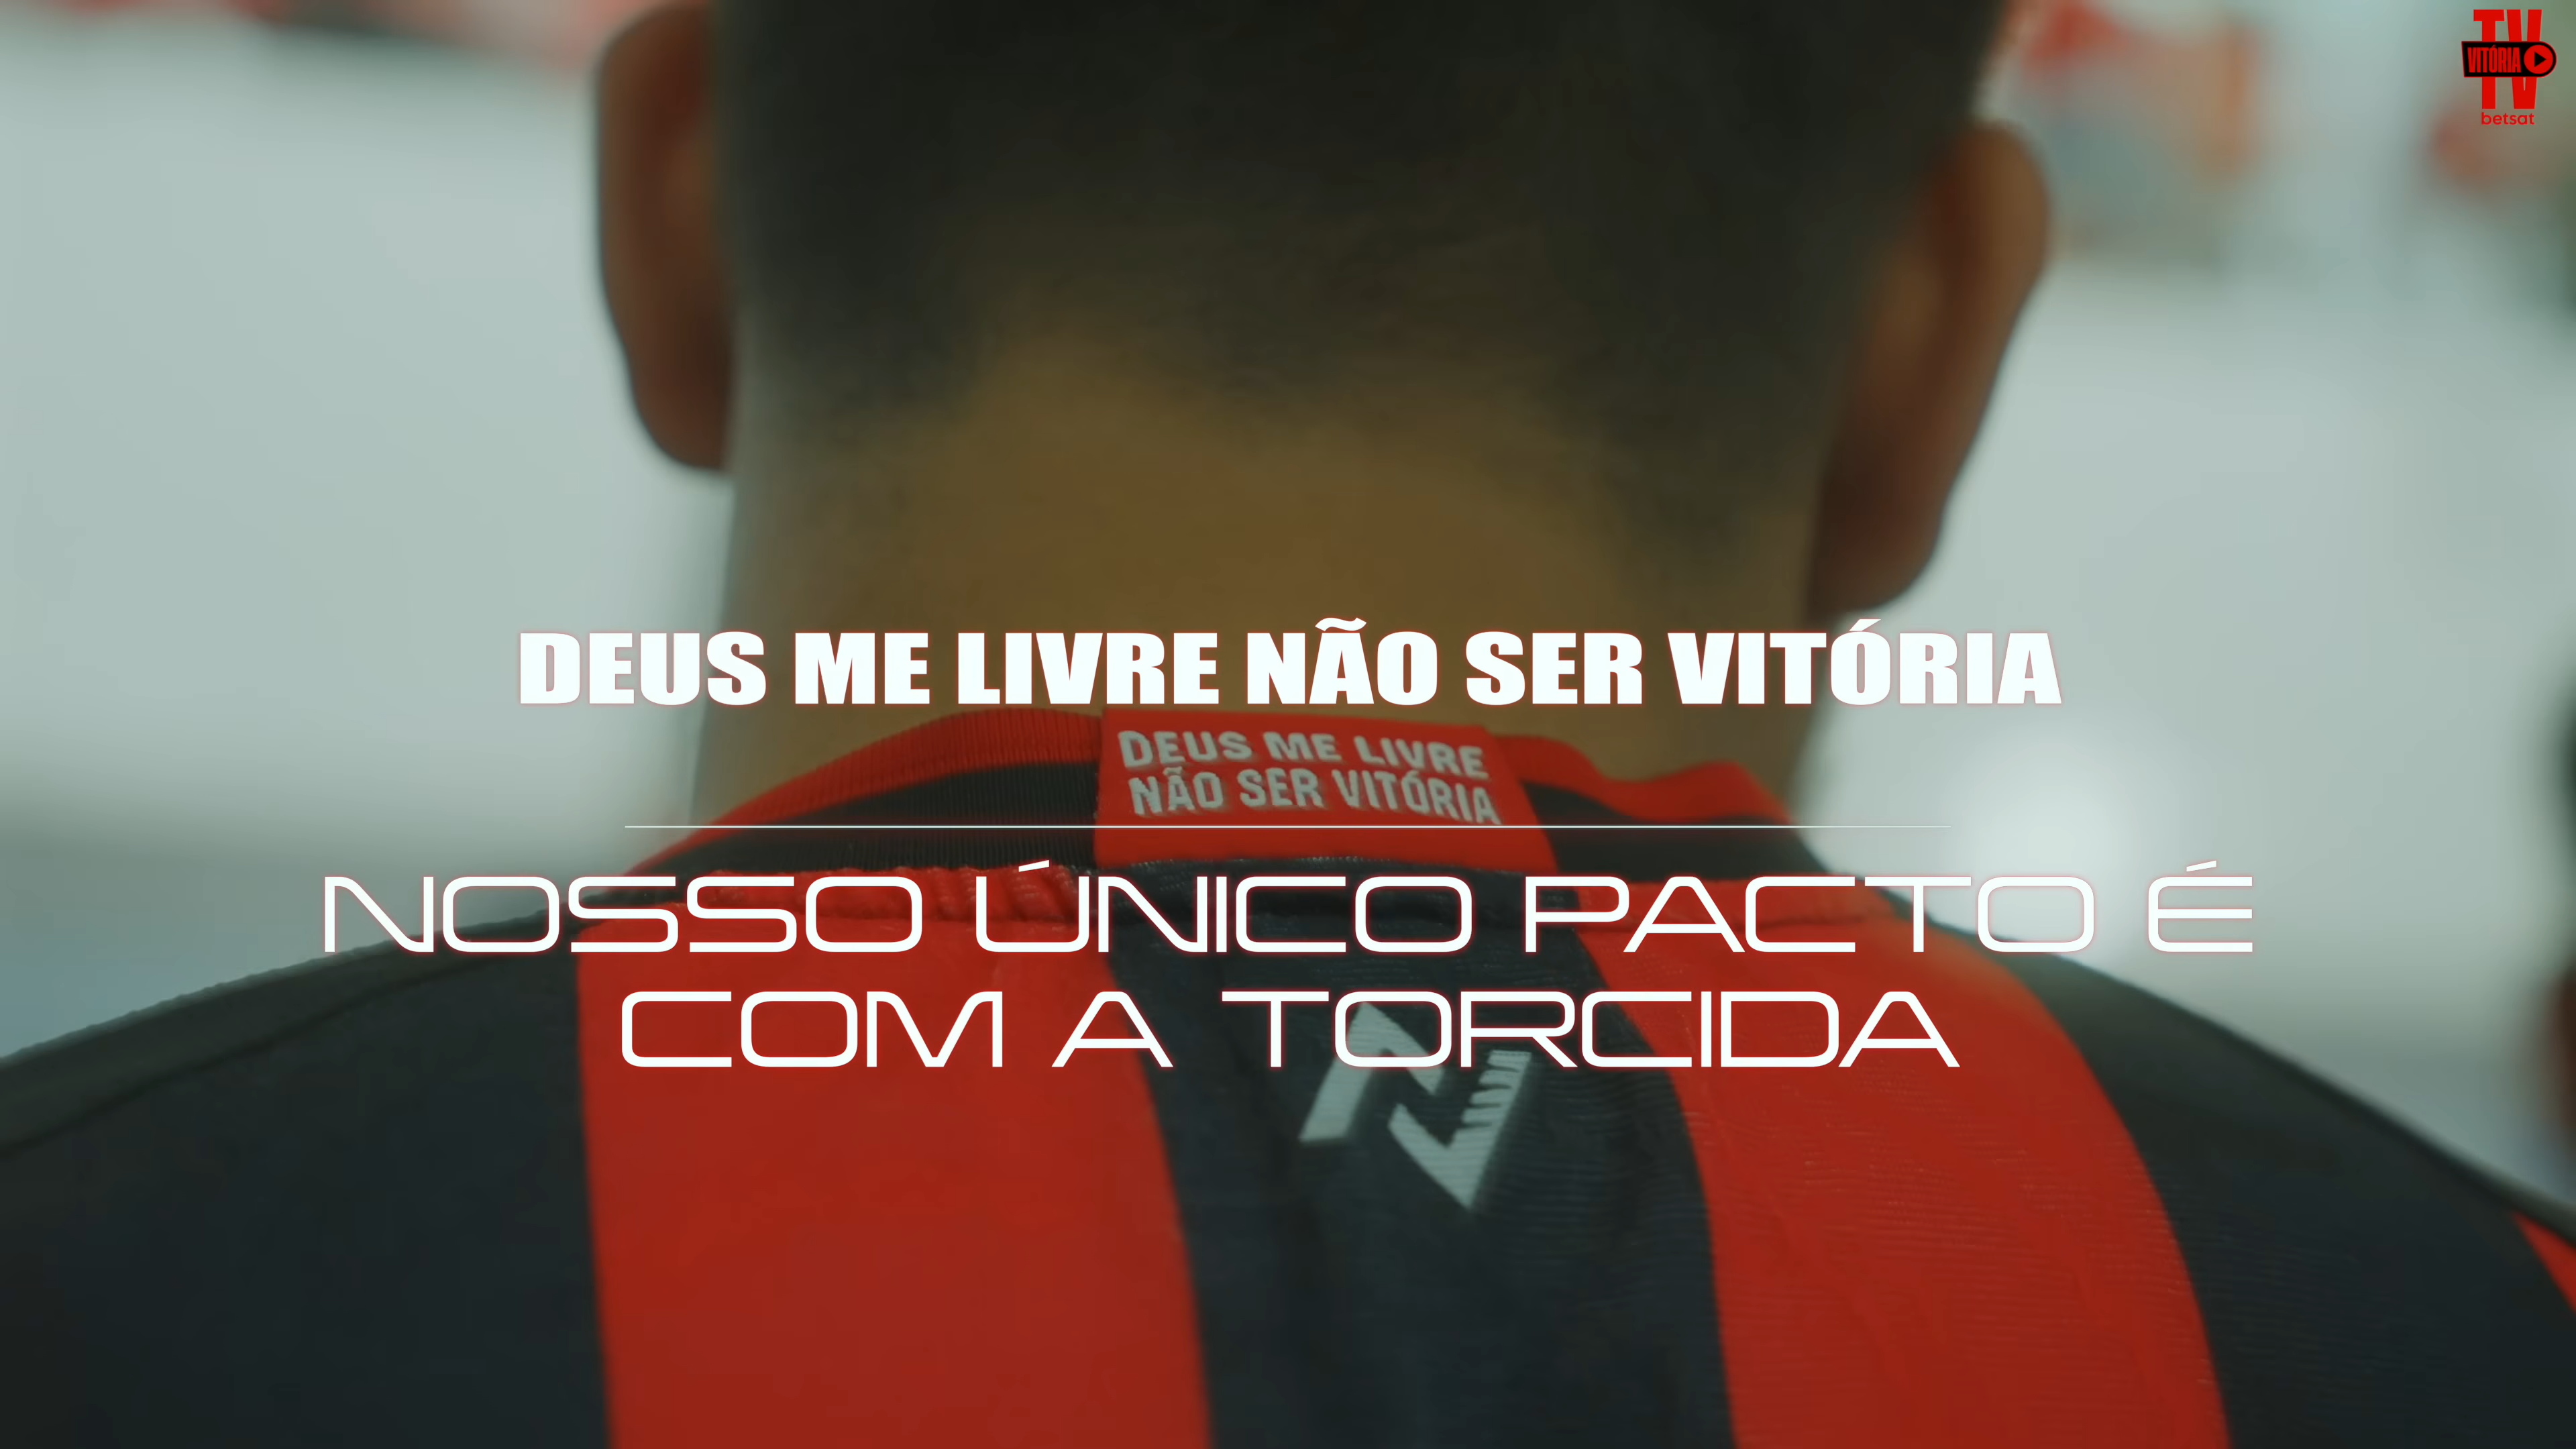 TV
VITÓRIA
betsat
DEUS ME LIVRE NÃO SER VITÓRIA
DEUS ME LIVRE
NÃO SER VITÓRIA
NOSSO ÚNICO PACTO É
COM A TORCIDA